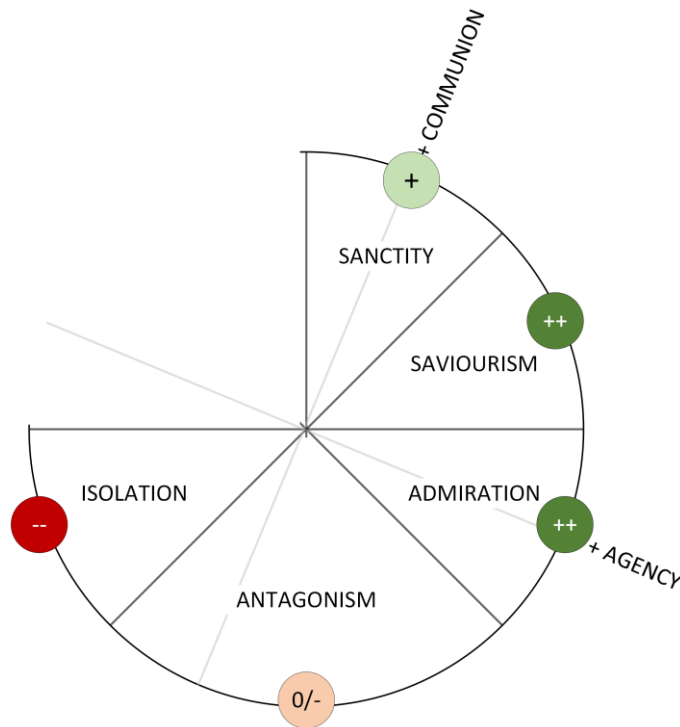 + COMMUNION
+
SANCTITY
++
SAVIOURISM
ISOLATION
ADMIRATION
--
++
+ AGENCY
ANTAGONISM
0/-